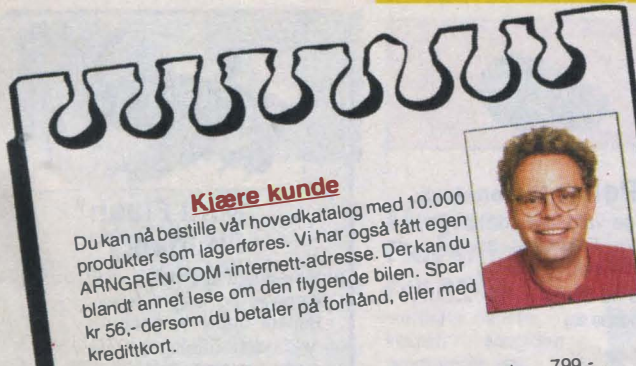 Kjære kunde
Du kan nå bestille vår hovedkatalog med 10.000
produkter som lagerføres. Vi har også fått egen
ARNGREN.COM -internett-adresse. Der kan du
blandt annet lese om den flygende bilen. Spar
kr 56,- dersom du betaler på forhånd, eller med
kredittkort.
799,-